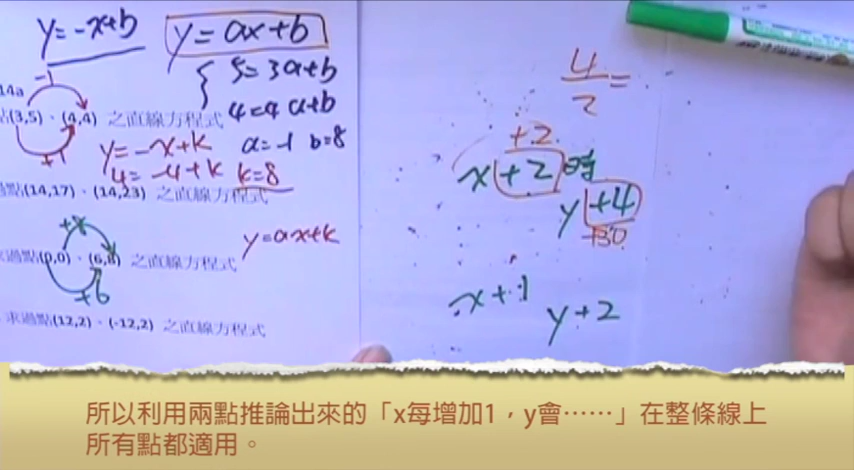 y=-x+b
y=ax+b
-1
5=3a+b
14a
4=4a+b
點(3,5)、(4,4) 之直線方程式
+1
y=-x+k
a=-1 b=8
4=-4+k k=8
過點(14,17)、(14,23) 之直線方程式
y=ax+k
求過點(0,0)、(6,8) 之直線方程式
+6
求過點(12,2)、(-12,2) 之直線方程式
4/2=
+2
x+2時
y+4
+30
x+1
y+2
所以利用兩點推論出來的「x每增加1，y會……」在整條線上
所有點都適用。